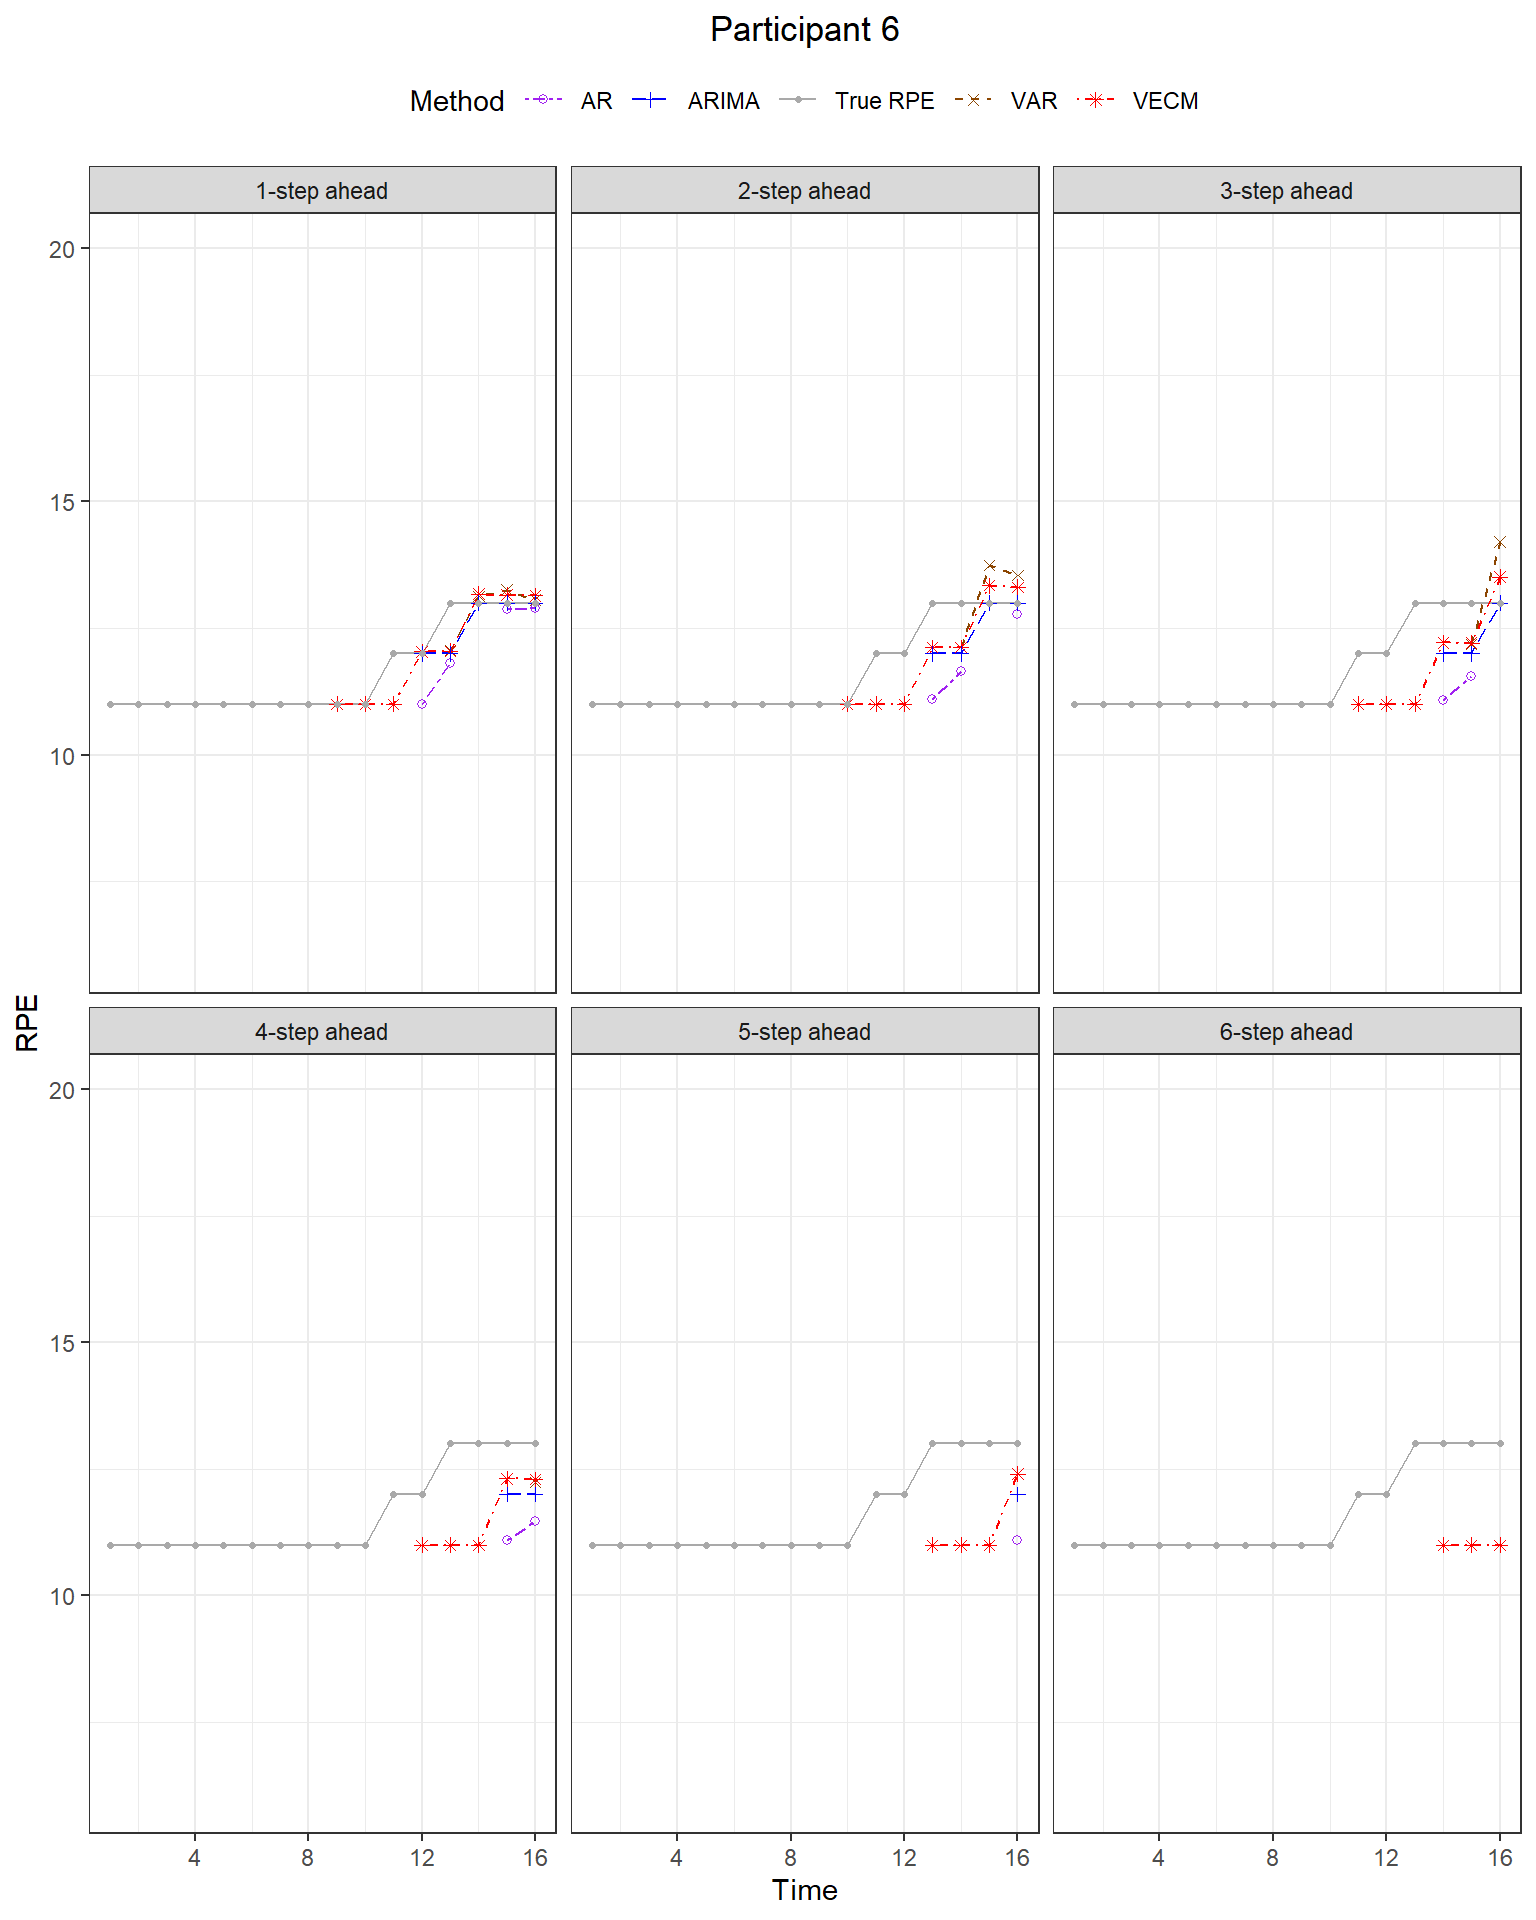 Participant 6
Method AR ARIMA True RPE VAR VECM
1-step ahead 2-step ahead 3-step ahead
20
15
10
RPE
4-step ahead 5-step ahead 6-step ahead
20
15
10
4 8 12 16 4 8 12 16 4 8 12 16
Time